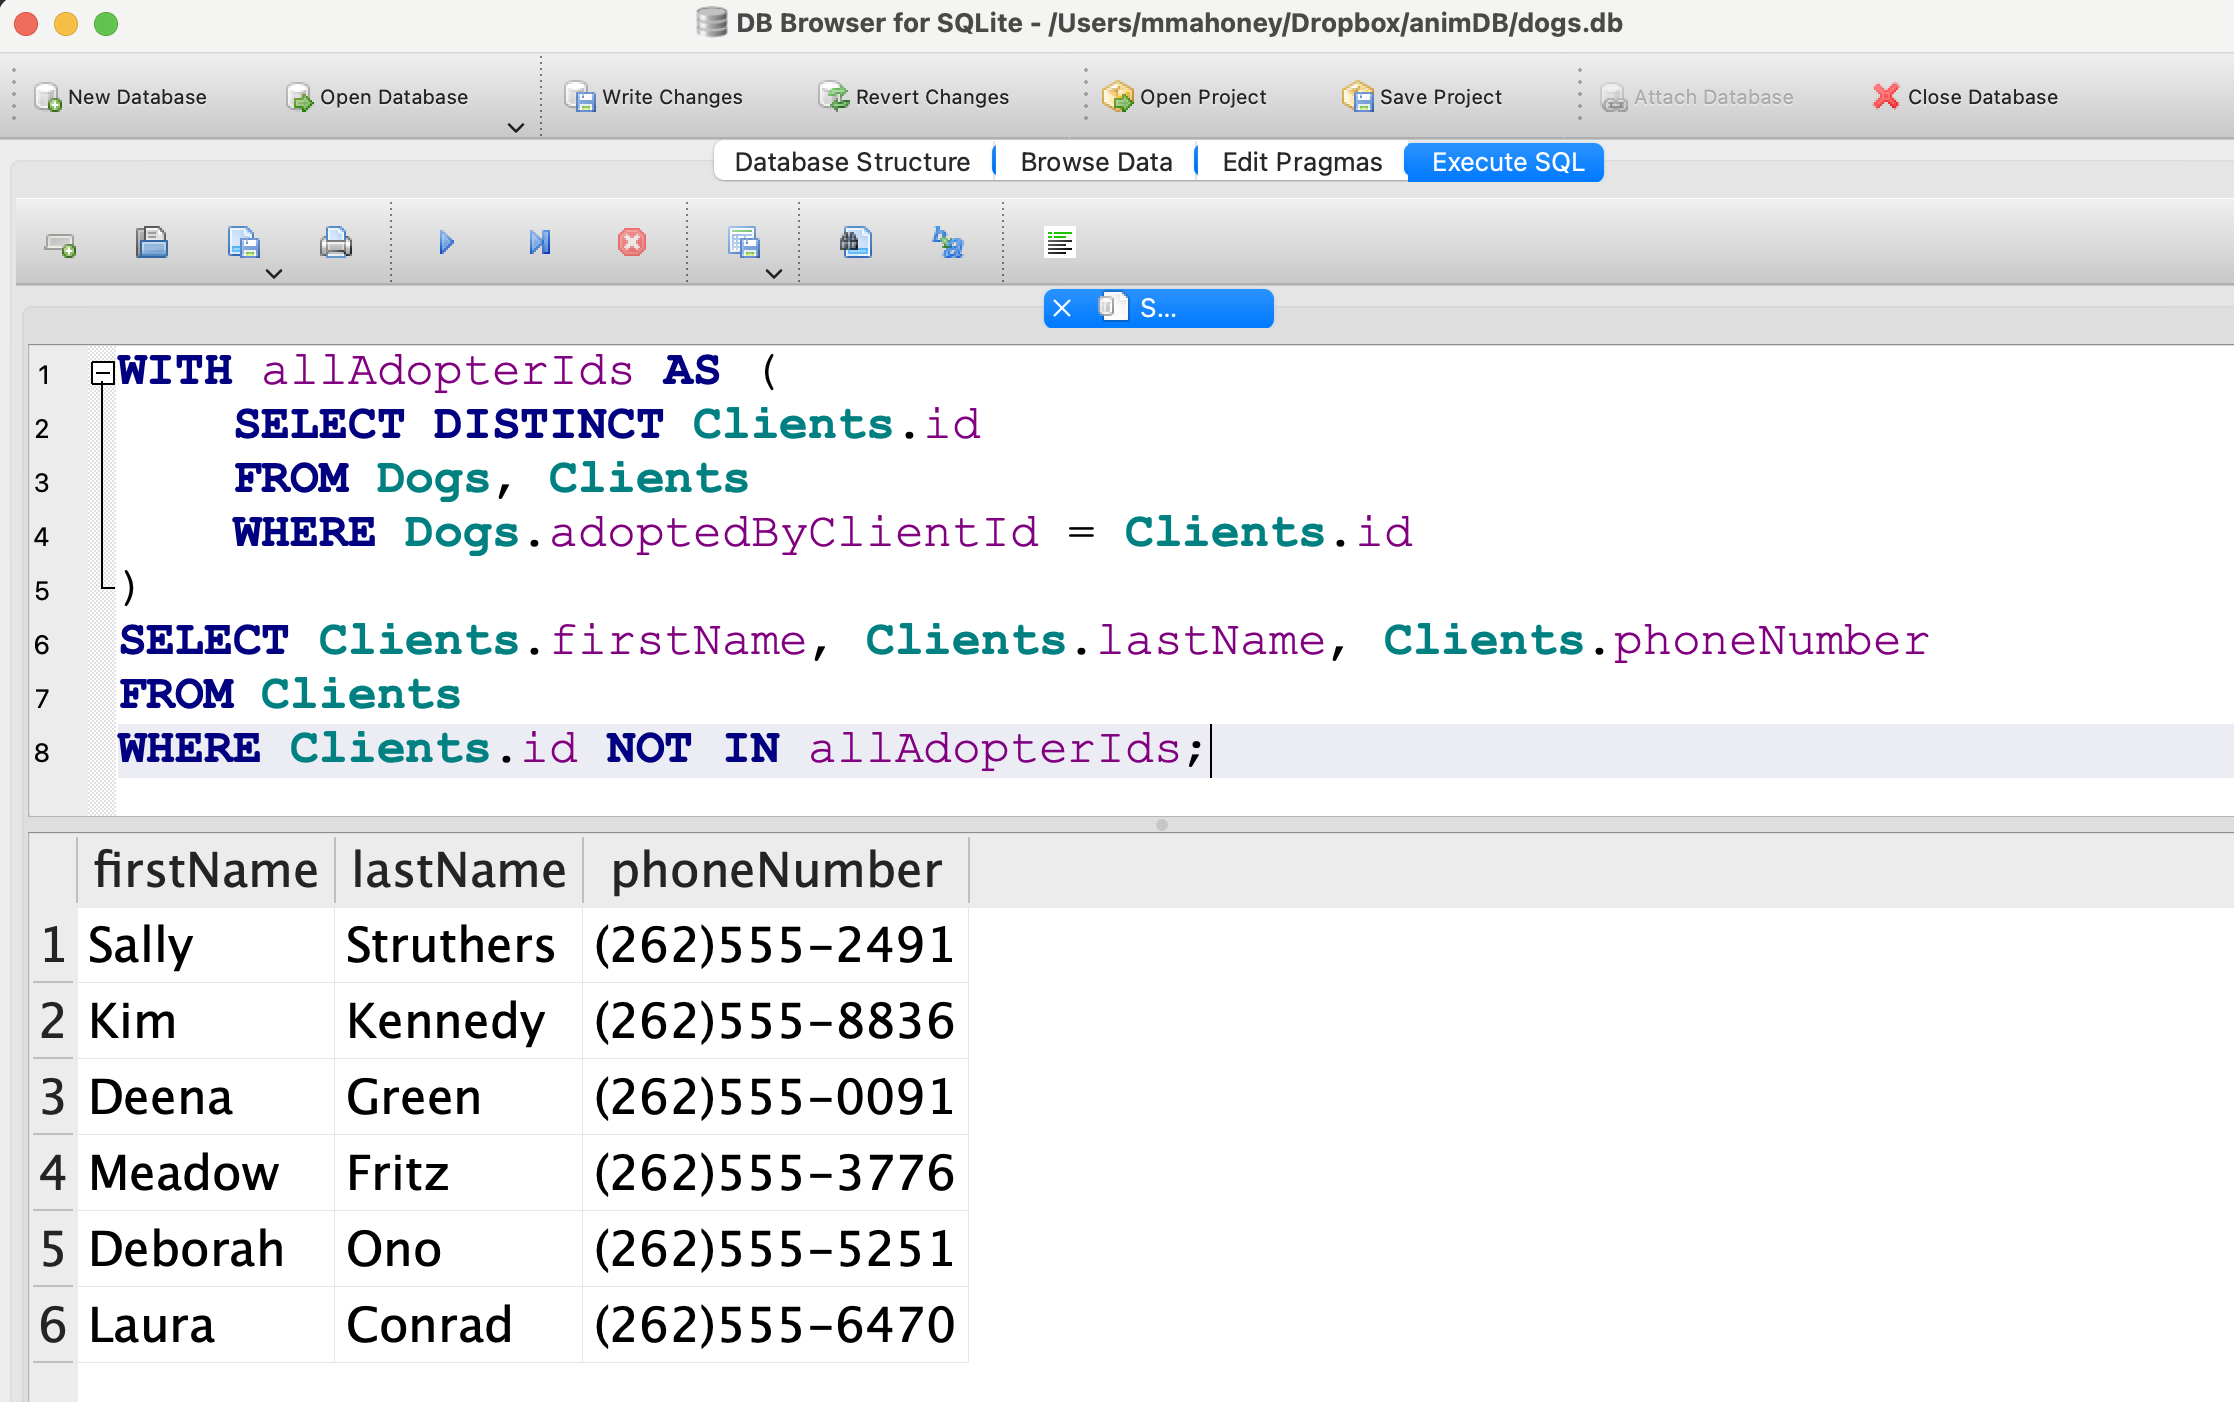 DB Browser for SQLite - /Users/mmahoney/Dropbox/animDB/dogs.db
New Database Open Database Write Changes Revert Changes Open Project Save Project Attach Database Close Database
Database Structure Browse Data Edit Pragmas Execute SQL
S...
1 WITH allAdopterIds AS (
2 SELECT DISTINCT Clients.id
3 FROM Dogs, Clients
4 WHERE Dogs.adoptedByClientId = Clients.id
5 )
6 SELECT Clients.firstName, Clients.lastName, Clients.phoneNumber
7 FROM Clients
8 WHERE Clients.id NOT IN allAdopterIds;
firstName lastName phoneNumber
1 Sally Struthers (262)555-2491
2 Kim Kennedy (262)555-8836
3 Deena Green (262)555-0091
4 Meadow Fritz (262)555-3776
5 Deborah Ono (262)555-5251
6 Laura Conrad (262)555-6470